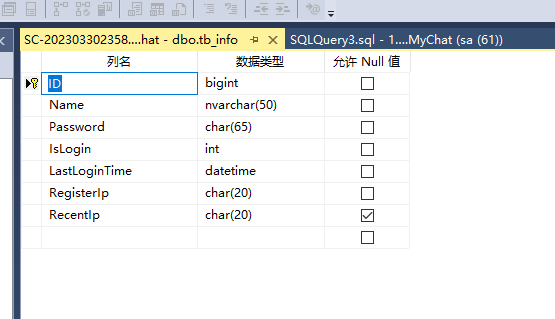 SC-202303302358....hat - dbo.tb_info SQLQuery3.sql - 1....MyChat (sa (61))
列名 数据类型 允许 Null 值
ID bigint
Name nvarchar(50)
Password char(65)
IsLogin int
LastLoginTime datetime
RegisterIp char(20)
RecentIp char(20)